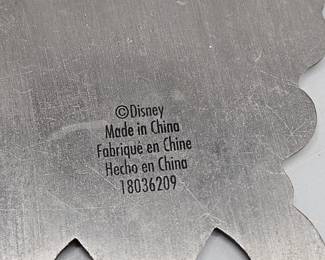 ©Disney
Made in China
Fabriqué en Chine
Hecho en China
18036209